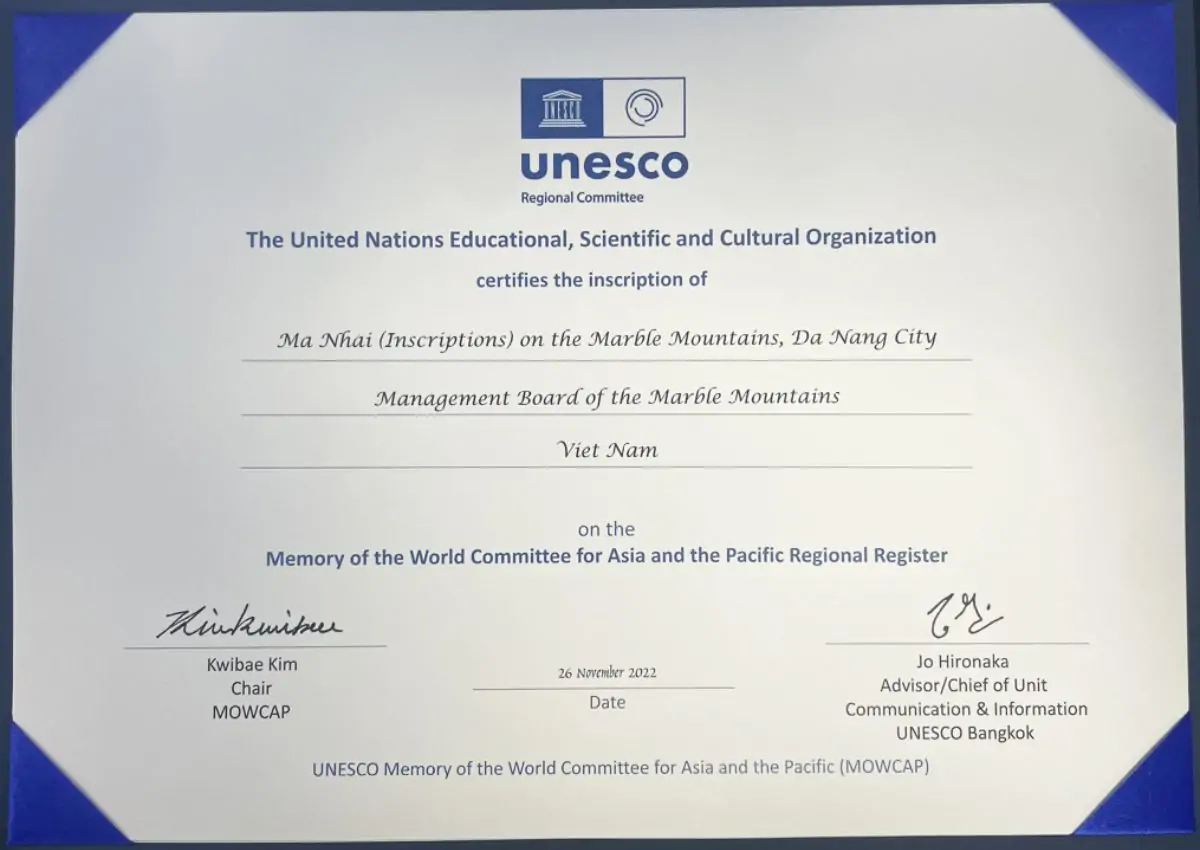 UNESCO
unesco
Regional Committee
The United Nations Educational, Scientific and Cultural Organization
certifies the inscription of
Ma Nhai (Inscriptions) on the Marble Mountains, Da Nang City
Management Board of the Marble Mountains
Viet Nam
on the
Memory of the World Committee for Asia and the Pacific Regional Register
Kwibae Kim
Chair
MOWCAP
26 November 2022
Date
Jo Hironaka
Advisor/Chief of Unit
Communication & Information
UNESCO Bangkok
UNESCO Memory of the World Committee for Asia and the Pacific (MOWCAP)